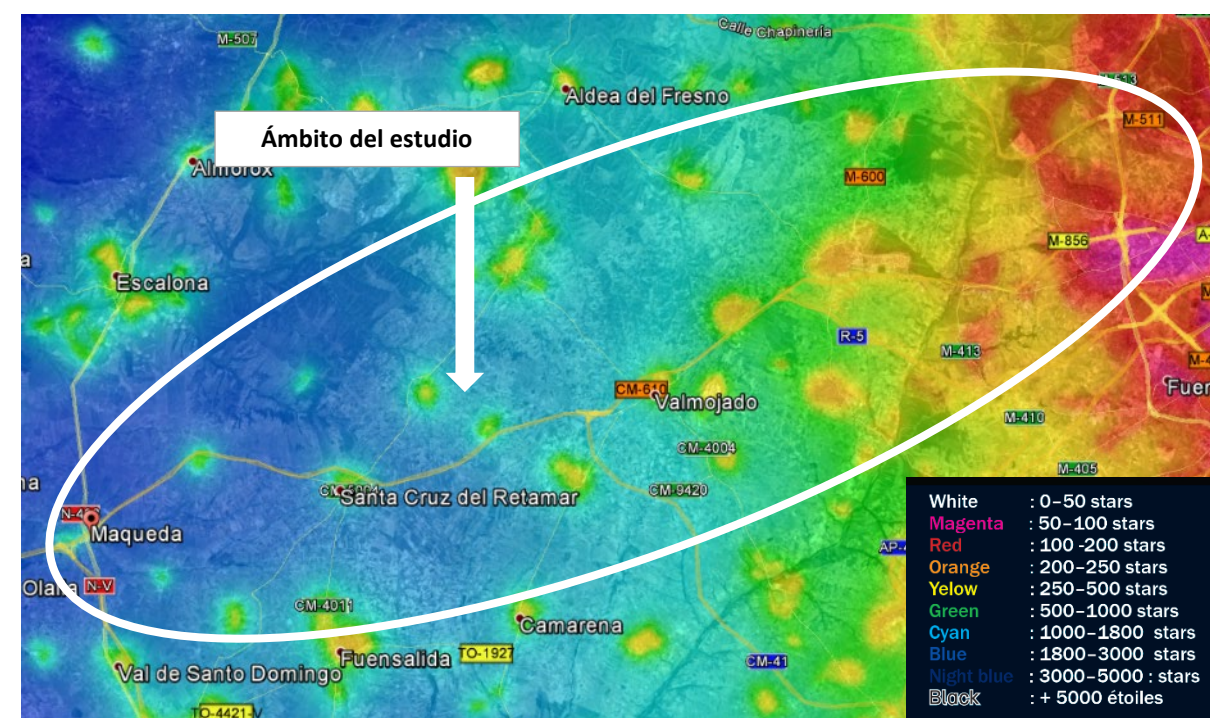 M-507
Calle Chapinería
Aldea del Fresno
M-511
Ámbito del estudio
Almorox
M-600
M-856
Escalona
R-5
M-413
CM-610
Valmojado
M-410
CM-4004
M-405
Santa Cruz del Retamar
CM-9420
Maqueda
N-V
CM-4011
Camarena
Fuensalida
TO-1927
CM-41
Val de Santo Domingo
TO-4421-V
White : 0–50 stars
Magenta : 50–100 stars
Red : 100 -200 stars
Orange : 200–250 stars
Yelow : 250–500 stars
Green : 500–1000 stars
Cyan : 1000–1800 stars
Blue : 1800–3000 stars
Night blue : 3000–5000 : stars
Black : + 5000 étoiles